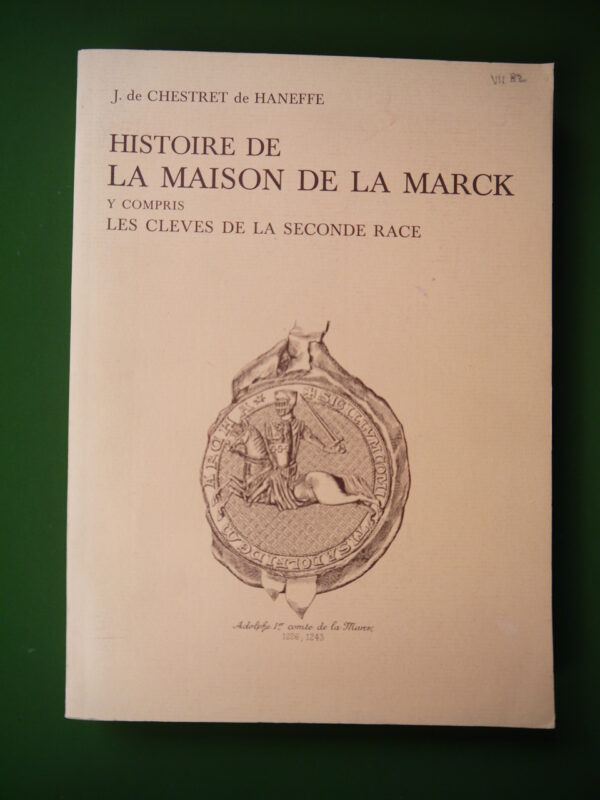 VII 82
J. de CHESTRET de HANEFFE
HISTOIRE DE
LA MAISON DE LA MARCK
Y COMPRIS
LES CLEVES DE LA SECONDE RACE
Adolphe 1er comte de la Marck,
1226, 1243